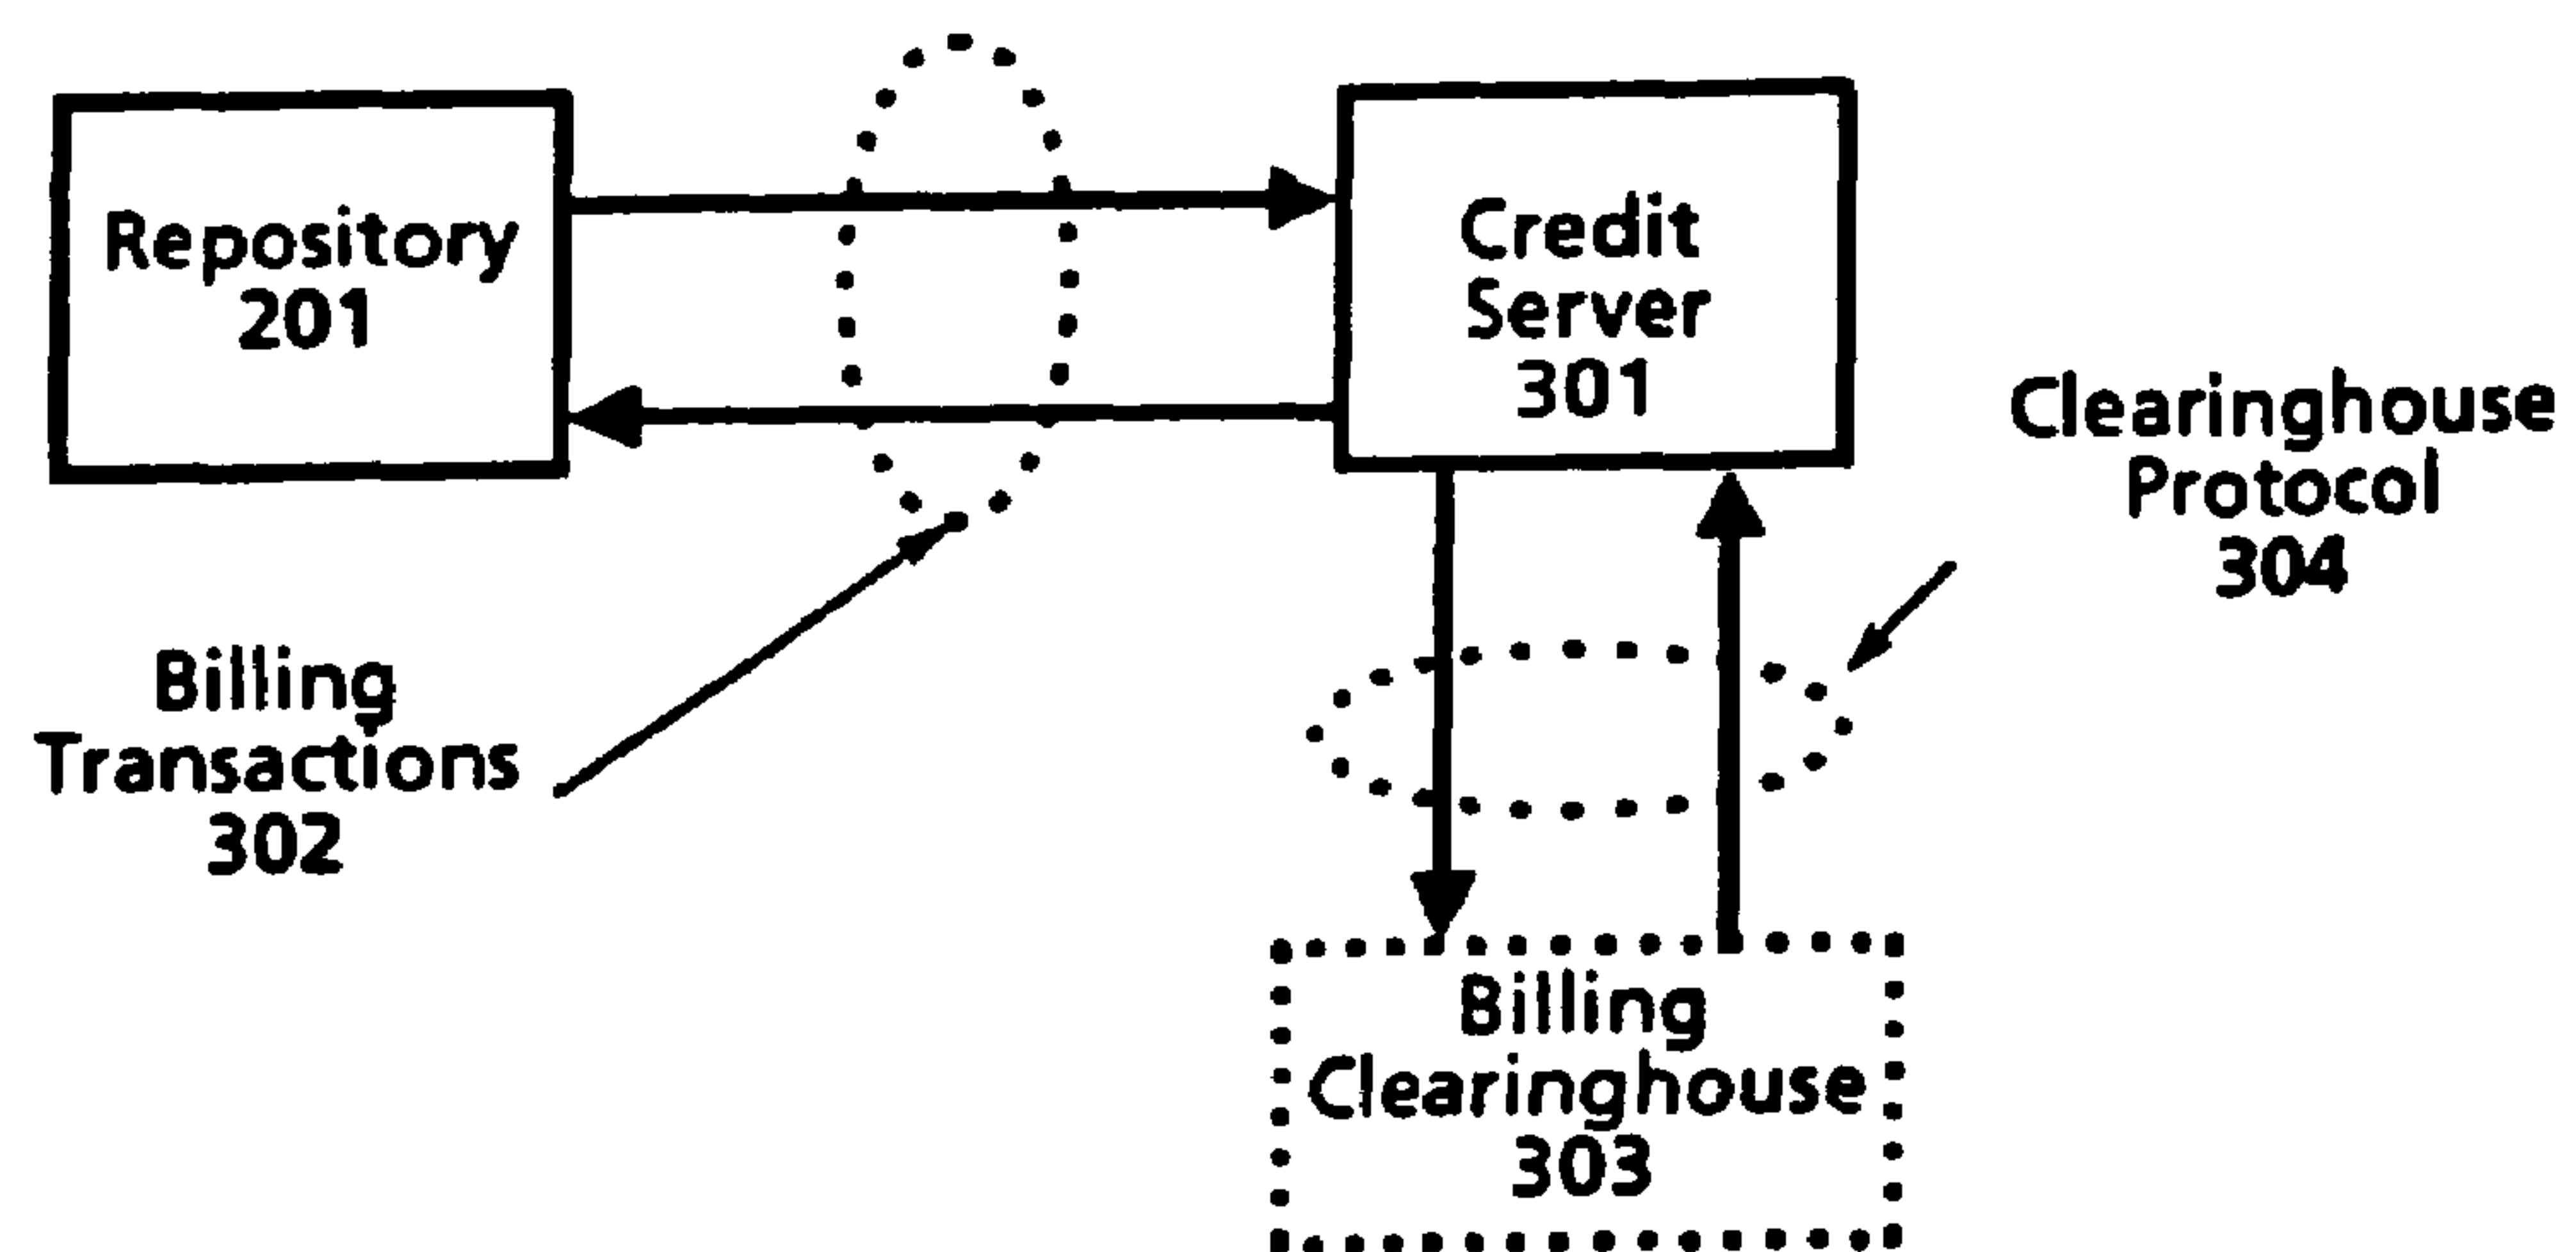 Repository
201
Credit
Server
301
Clearinghouse
Protocol
304
Billing
Transactions
302
Billing
Clearinghouse
303